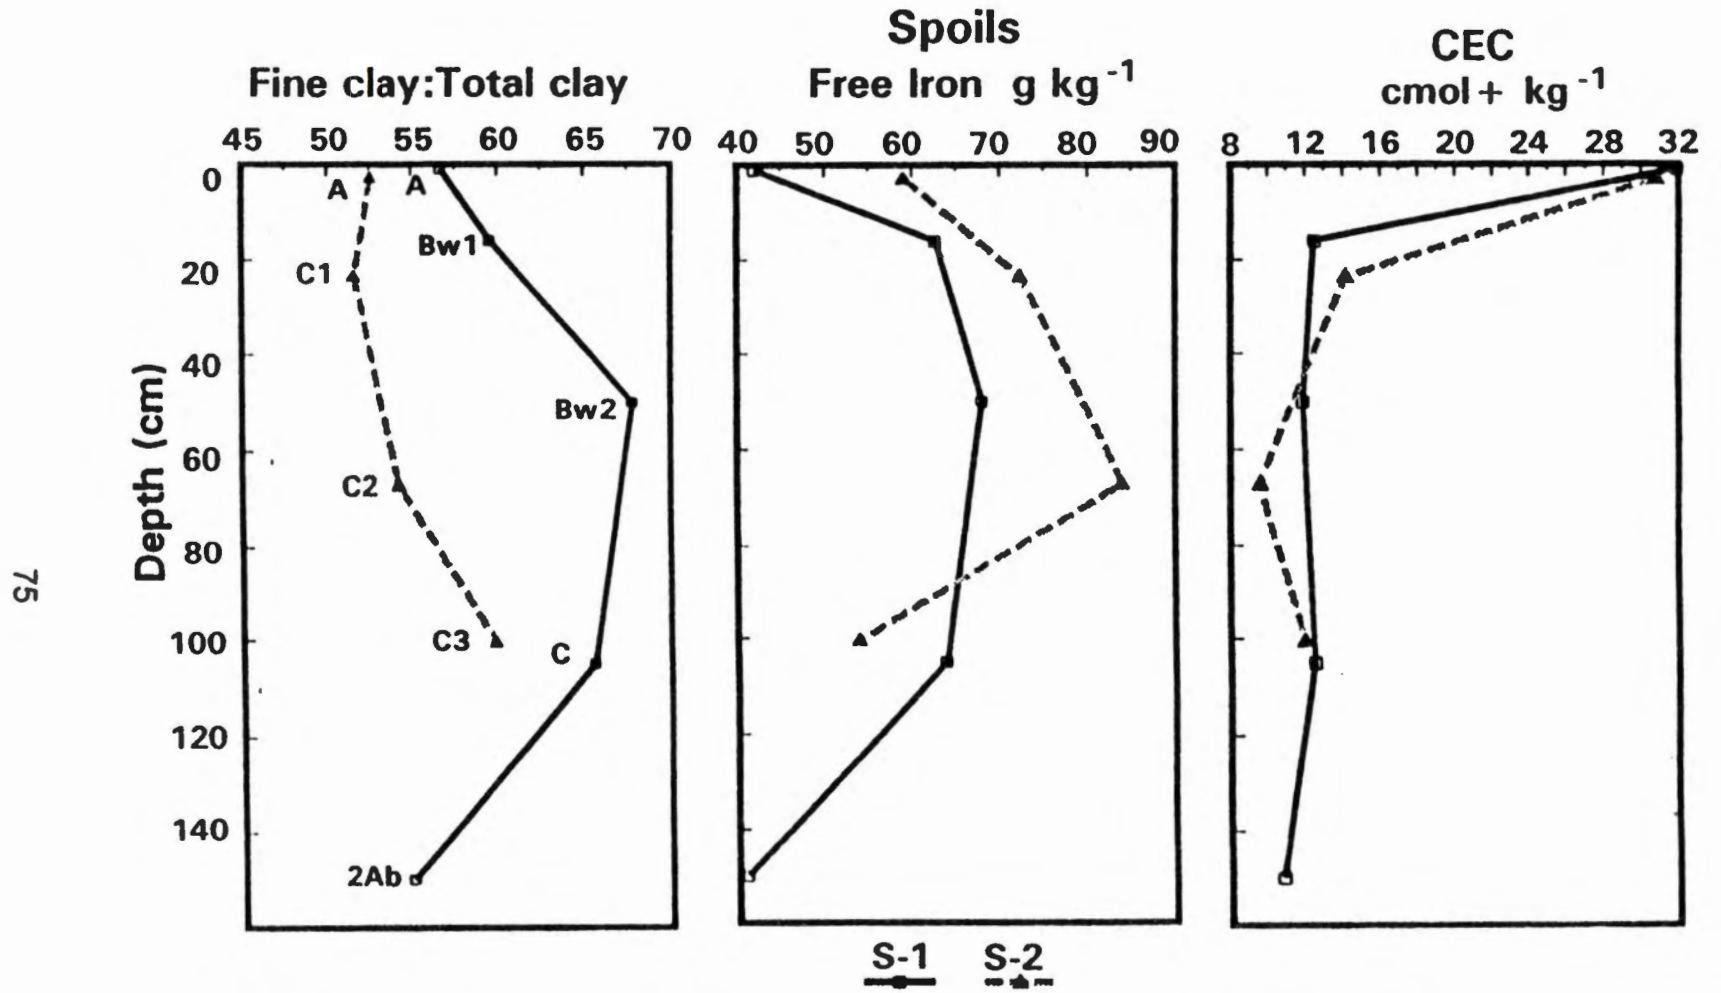 Spoils
Fine clay:Total clay
Free Iron g kg-1
CEC
cmol+ kg-1
45 50 55 60 65 70
40 50 60 70 80 90
8 12 16 20 24 28 32
0
20
40
60
80
100
120
140
Depth (cm)
A
A
Bw1
C1
Bw2
C2
C3
C
2Ab
S-1
S-2
75